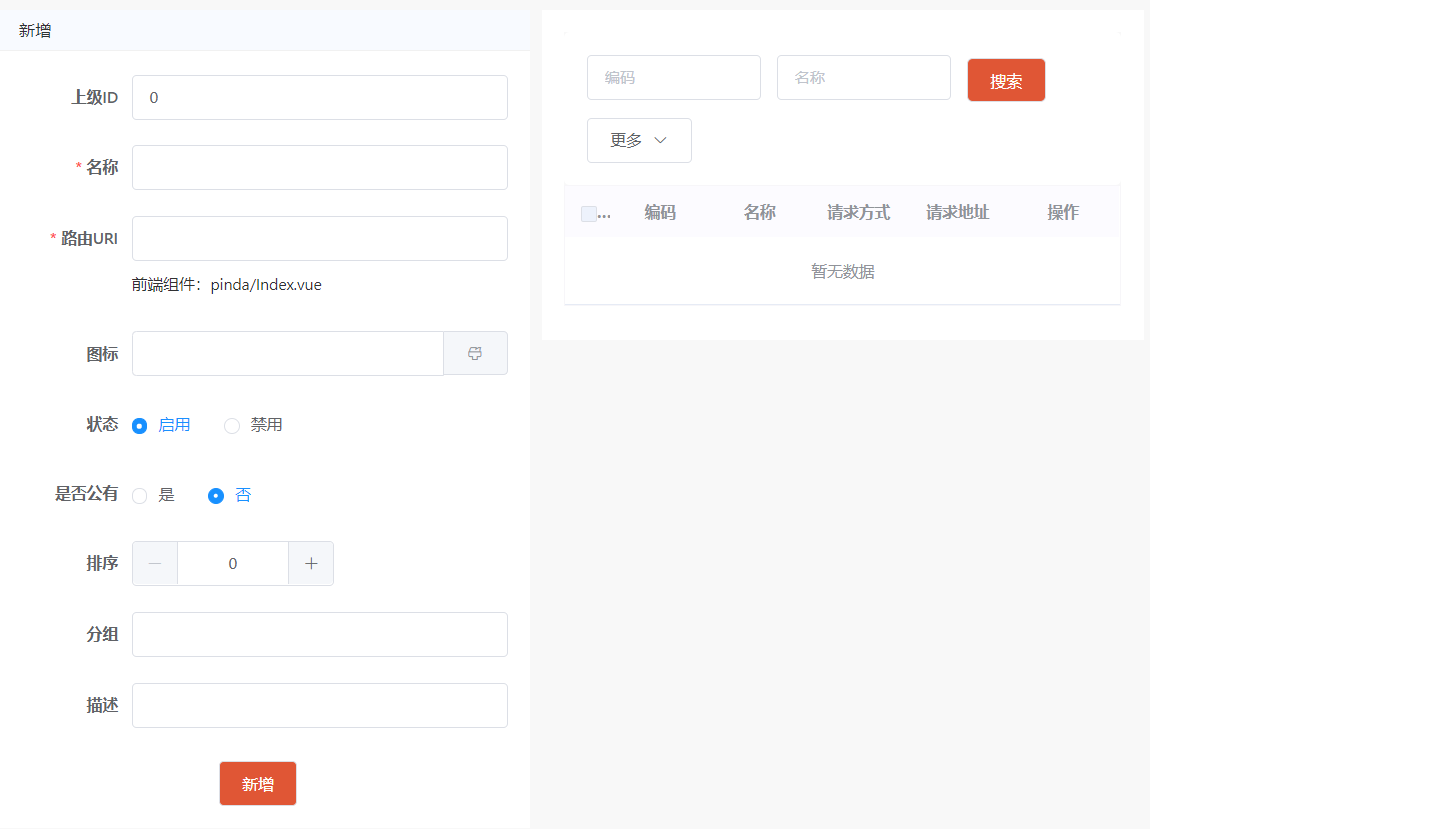 新增
上级ID 0
* 名称
* 路由URI
前端组件：pinda/Index.vue
图标
状态 启用 禁用
是否公有 是 否
排序 0
分组
描述
新增
编码 名称 搜索
更多
... 编码 名称 请求方式 请求地址 操作
暂无数据